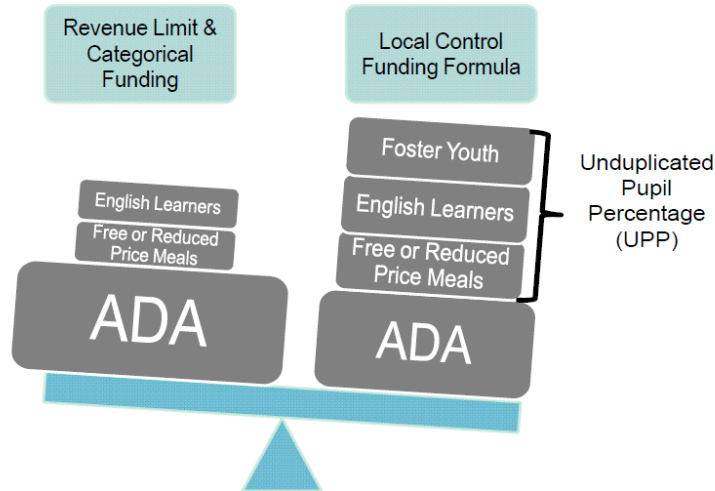 Revenue Limit &
Categorical
Funding
Local Control
Funding Formula
English Learners
Free or Reduced
Price Meals
ADA
Foster Youth
English Learners
Free or Reduced
Price Meals
ADA
Unduplicated
Pupil
Percentage
(UPP)